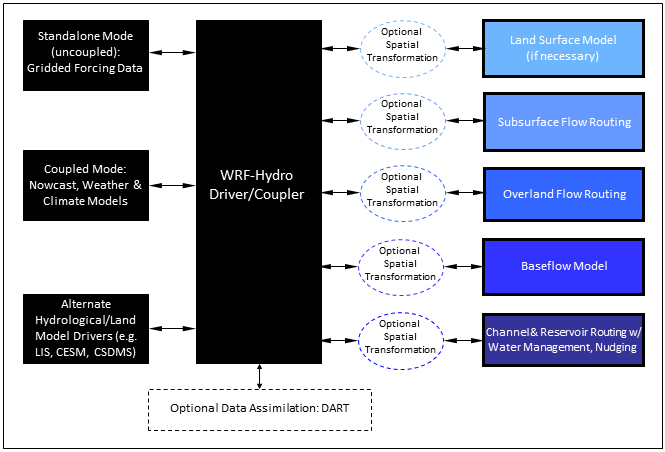 Standalone Mode
(uncoupled):
Gridded Forcing Data
Coupled Mode:
Nowcast, Weather &
Climate Models
Alternate
Hydrological/Land
Model Drivers (e.g.
LIS, CESM, CSDMS)
WRF-Hydro
Driver/Coupler
Optional
Spatial
Transformation
Land Surface Model
(if necessary)
Optional
Spatial
Transformation
Subsurface Flow Routing
Optional
Spatial
Transformation
Overland Flow Routing
Optional
Spatial
Transformation
Baseflow Model
Optional
Spatial
Transformation
Channel & Reservoir Routing w/
Water Management, Nudging
Optional Data Assimilation: DART